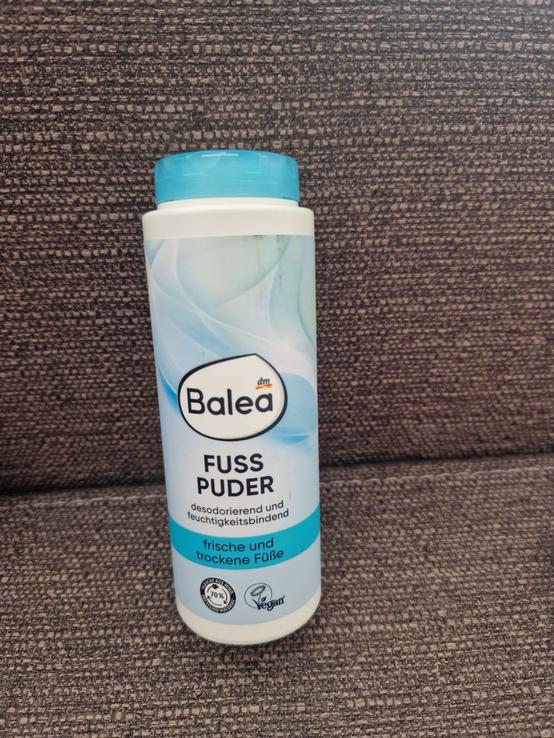 dm
Balea
FUSS
PUDER
desodorierend und
feuchtigkeitsbindend
frische und
trockene Füße
70%
Vegan